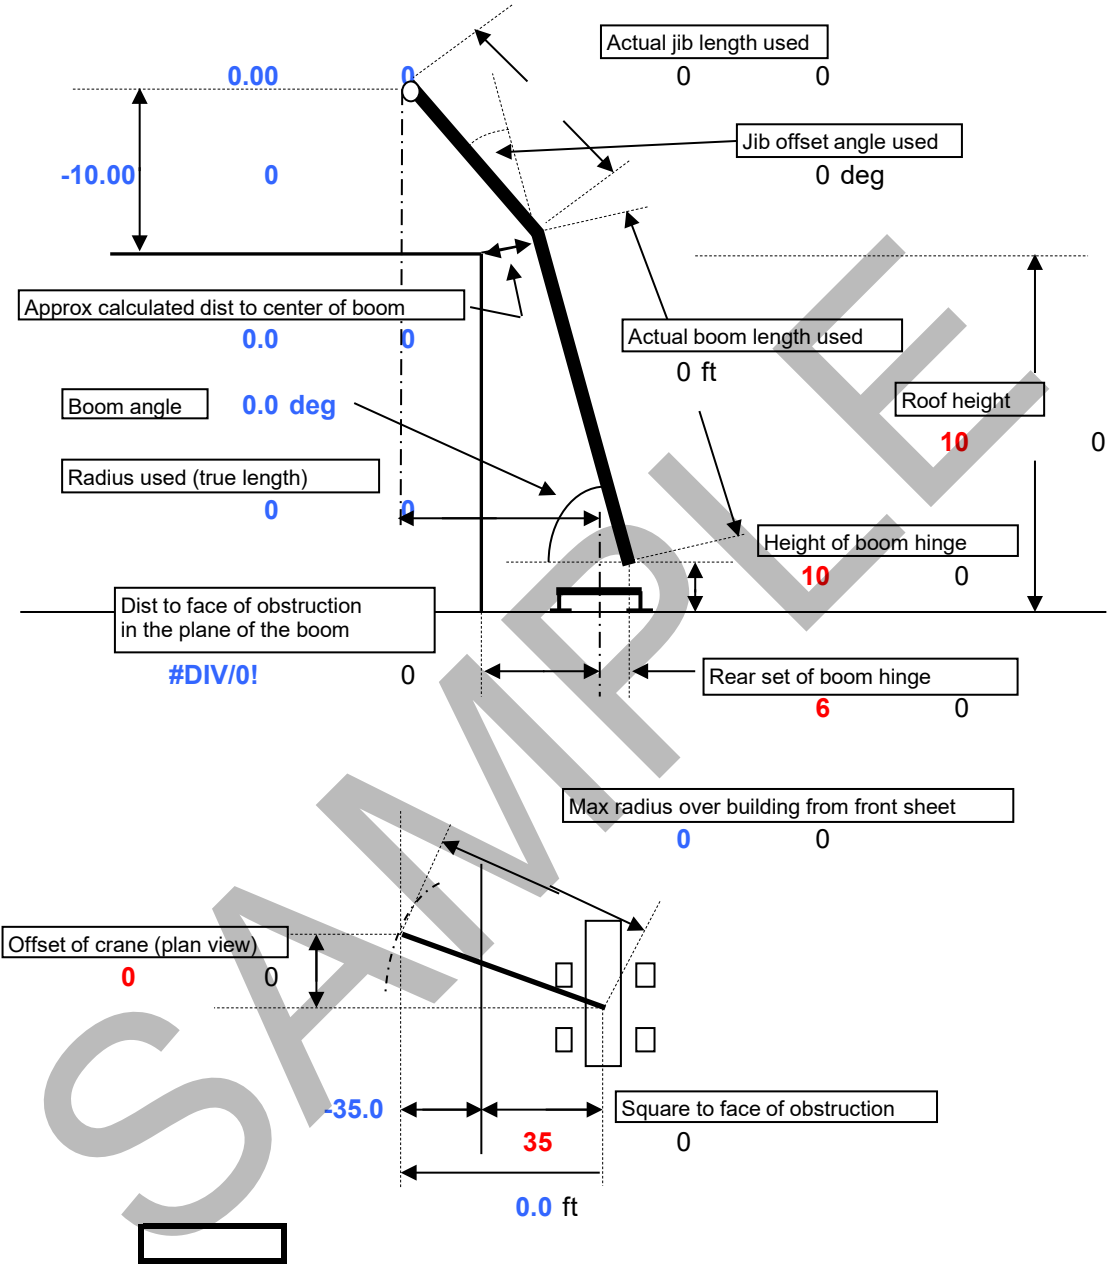 Actual jib length used
0.00 0 0 0
Jib offset angle used
-10.00 0 0 deg
Approx calculated dist to center of boom
0.0 0
Actual boom length used
0 ft
Boom angle 0.0 deg
Roof height
10 0
Radius used (true length)
0 0
Height of boom hinge
10 0
Dist to face of obstruction
in the plane of the boom
#DIV/0! 0
Rear set of boom hinge
6 0
Max radius over building from front sheet
0 0
Offset of crane (plan view)
0 0
-35.0 Square to face of obstruction
35 0
0.0 ft
SAMPLE